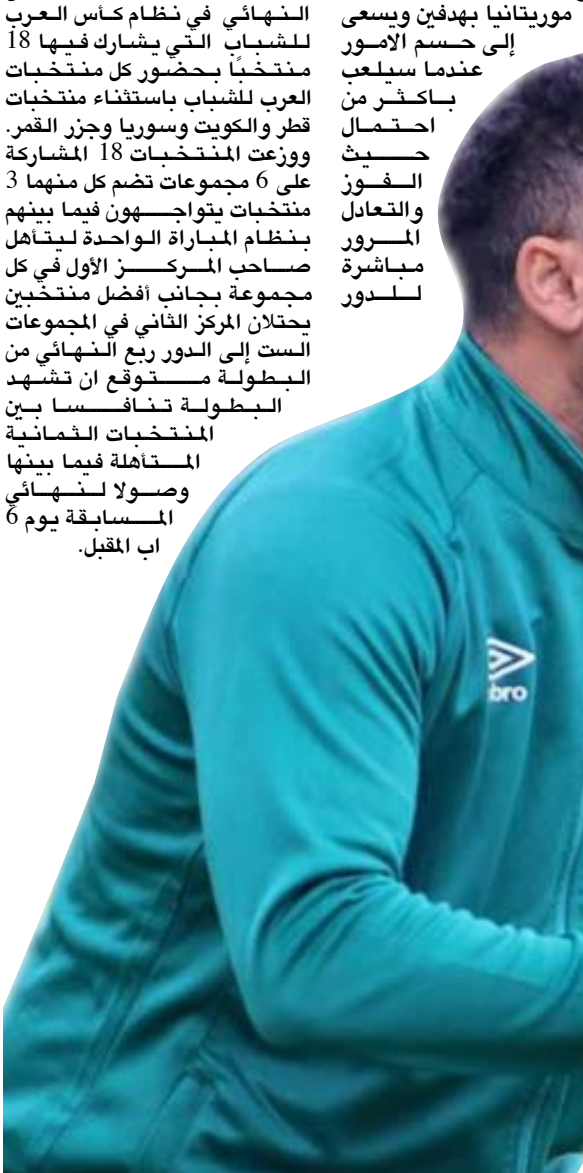 موريتانيا بهدفين ويسعى
إلى حسم الامور
عندما سيلعب
باكثر من
احتمال
حيث
الفوز
والتعادل
المرور
مباشرة
للدور
النهائي في نظام كأس العرب
للشباب التي يشارك فيها 18
منتخباً بحضور كل منتخبات
العرب للشباب باستثناء منتخبات
قطر والكويت وسوريا وجزر القمر.
ووزعت المنتخبات 18 المشاركة
على 6 مجموعات تضم كل منهما 3
منتخبات يتواجهون فيما بينهم
بنظام المباراة الواحدة ليتأهل
صاحب المركز الأول في كل
مجموعة بجانب أفضل منتخبين
يحتلان المركز الثاني في المجموعات
الست إلى الدور ربع النهائي من
البطولة متوقع ان تشهد
البطولة تنافسا بين
المنتخبات الثمانية
المتأهلة فيما بينها
وصولا لنهائي
المسابقة يوم 6
اب المقبل.
bro